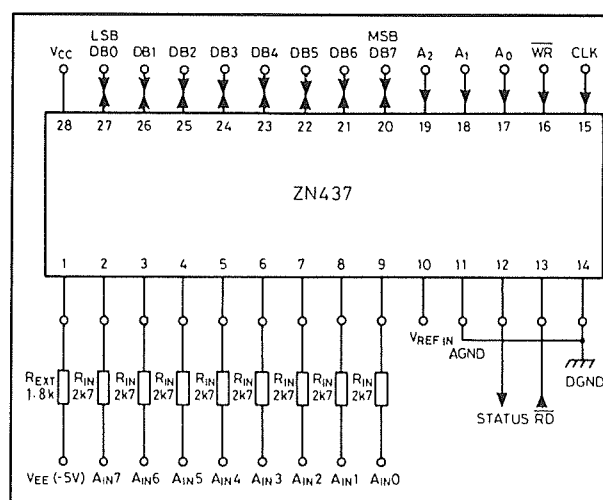 LSB MSB
VCC DB0 DB1 DB2 DB3 DB4 DB5 DB6 DB7 A2 A1 A0 WR CLK
28 27 26 25 24 23 22 21 20 19 18 17 16 15
ZN437
1 2 3 4 5 6 7 8 9 10 11 12 13 14
VREF IN
AGND
DGND
REXT RIN RIN RIN RIN RIN RIN RIN RIN
1.8k 2k7 2k7 2k7 2k7 2k7 2k7 2k7 2k7
STATUS RD
VEE (-5V) AIN7 AIN6 AIN5 AIN4 AIN3 AIN2 AIN1 AIN0